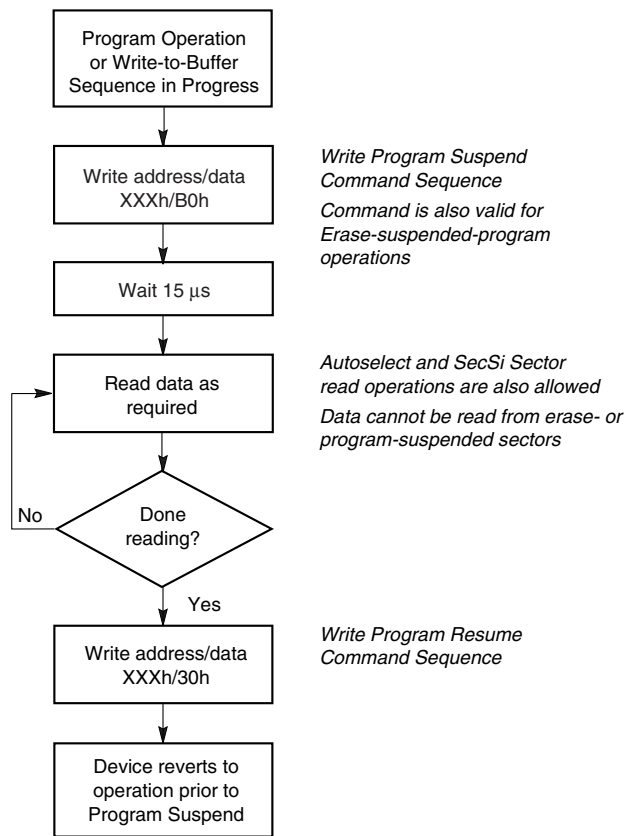 Program Operation
or Write-to-Buffer
Sequence in Progress
Write address/data
XXXh/B0h
Write Program Suspend
Command Sequence
Command is also valid for
Erase-suspended-program
operations
Wait 15 μs
Read data as
required
Autoselect and SecSi Sector
read operations are also allowed
Data cannot be read from erase- or
program-suspended sectors
Done
reading?
No
Yes
Write address/data
XXXh/30h
Write Program Resume
Command Sequence
Device reverts to
operation prior to
Program Suspend